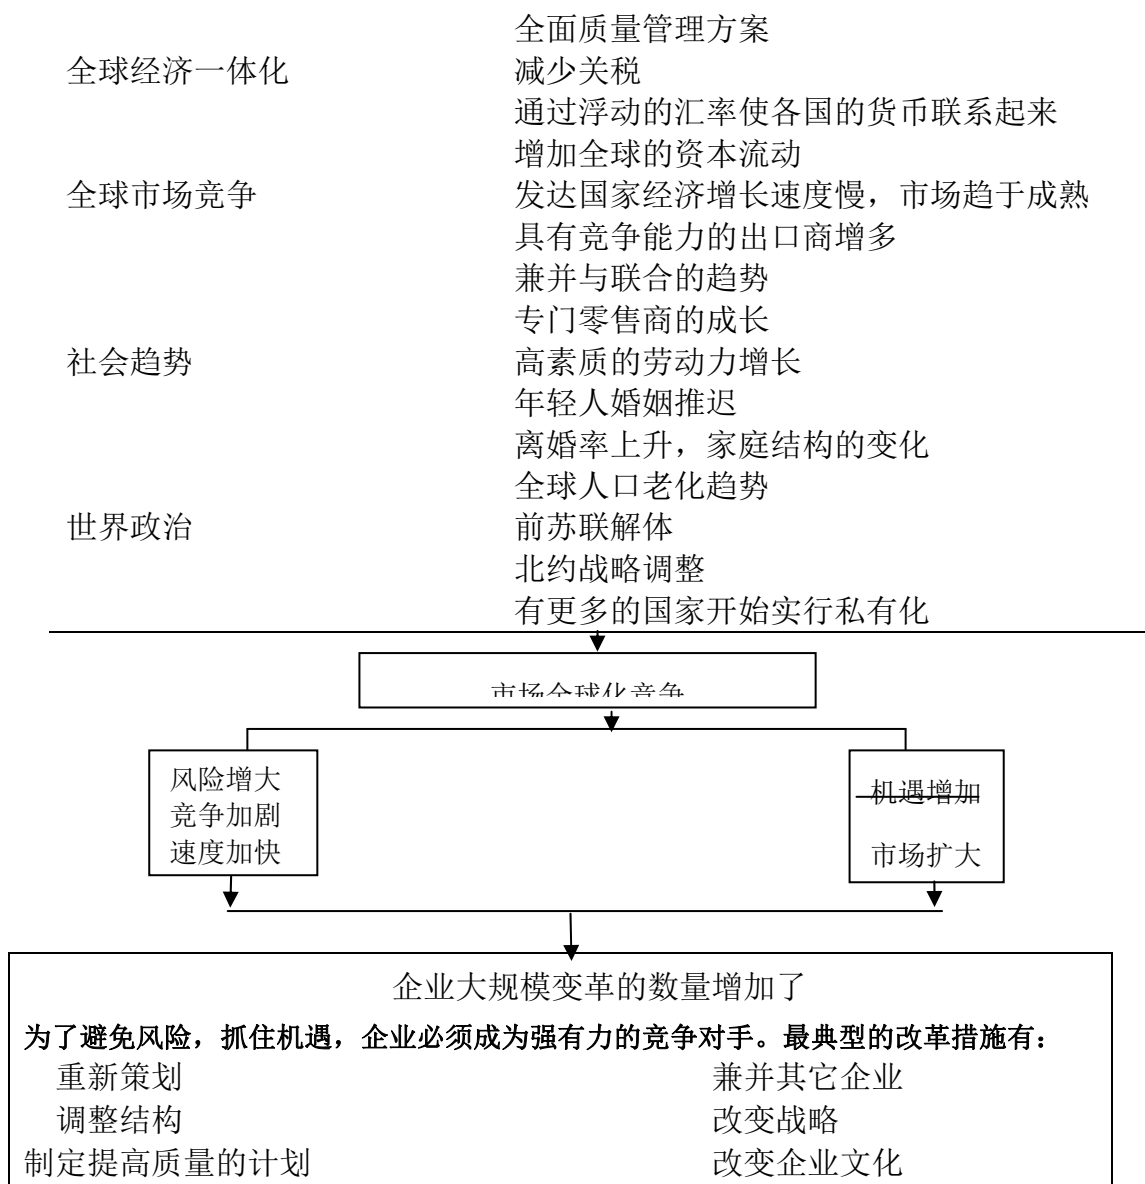 全面质量管理方案
全球经济一体化 减少关税
通过浮动的汇率使各国的货币联系起来
增加全球的资本流动
全球市场竞争 发达国家经济增长速度慢，市场趋于成熟
具有竞争能力的出口商增多
兼并与联合的趋势
专门零售商的成长
社会趋势 高素质的劳动力增长
年轻人婚姻推迟
离婚率上升，家庭结构的变化
全球人口老化趋势
世界政治 前苏联解体
北约战略调整
有更多的国家开始实行私有化
市场全球化竞争
风险增大
竞争加剧
速度加快
机遇增加
市场扩大
企业大规模变革的数量增加了
为了避免风险，抓住机遇，企业必须成为强有力的竞争对手。最典型的改革措施有：
重新策划 兼并其它企业
调整结构 改变战略
制定提高质量的计划 改变企业文化